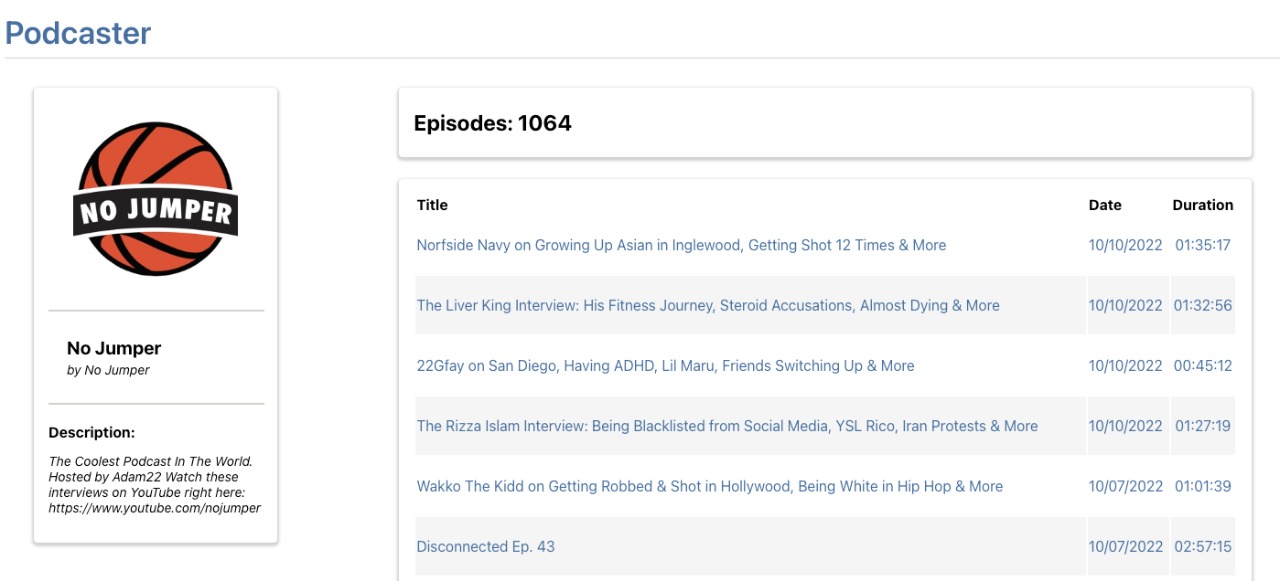 Podcaster
NO JUMPER
No Jumper
by No Jumper
Description:
The Coolest Podcast In The World.
Hosted by Adam22 Watch these
interviews on YouTube right here:
https://www.youtube.com/nojumper
Episodes: 1064
Title Date Duration
Norfside Navy on Growing Up Asian in Inglewood, Getting Shot 12 Times & More 10/10/2022 01:35:17
The Liver King Interview: His Fitness Journey, Steroid Accusations, Almost Dying & More 10/10/2022 01:32:56
22Gfay on San Diego, Having ADHD, Lil Maru, Friends Switching Up & More 10/10/2022 00:45:12
The Rizza Islam Interview: Being Blacklisted from Social Media, YSL Rico, Iran Protests & More 10/10/2022 01:27:19
Wakko The Kidd on Getting Robbed & Shot in Hollywood, Being White in Hip Hop & More 10/07/2022 01:01:39
Disconnected Ep. 43 10/07/2022 02:57:15